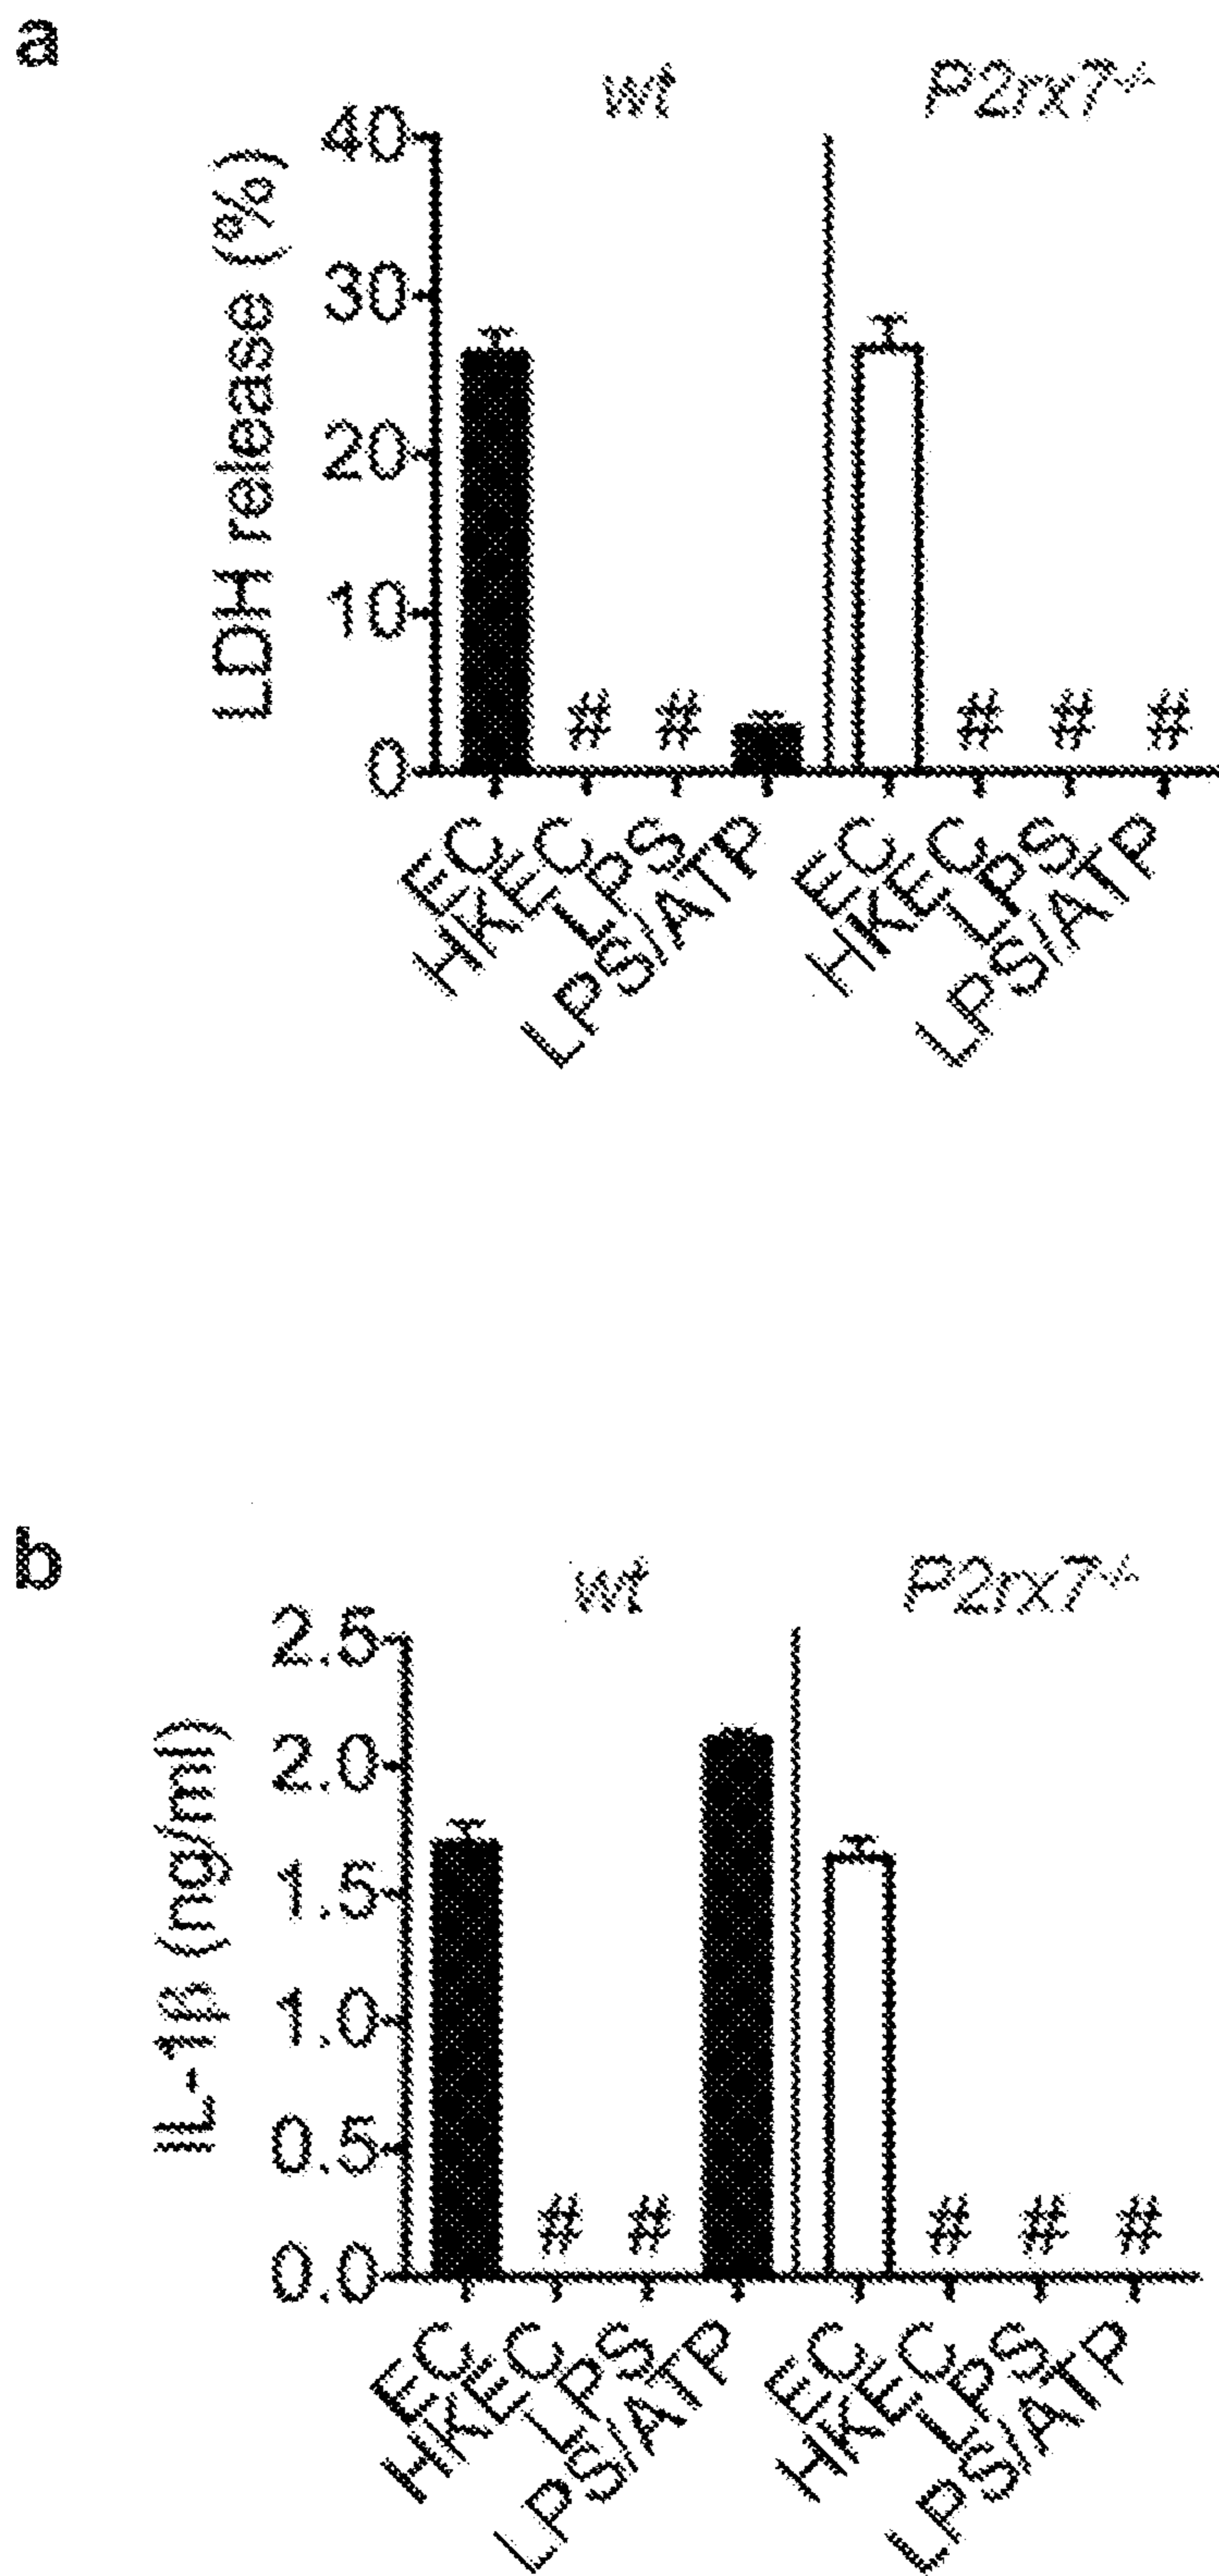 a
wt P2rx7-/-
LDH release (%)
40
30
20
10
0
# # # # #
EC HKEC LPS LPS/ATP EC HKEC LPS LPS/ATP
b
wt P2rx7-/-
IL-1β (ng/ml)
2.5
2.0
1.5
1.0
0.5
0.0
# # # # #
EC HKEC LPS LPS/ATP EC HKEC LPS LPS/ATP